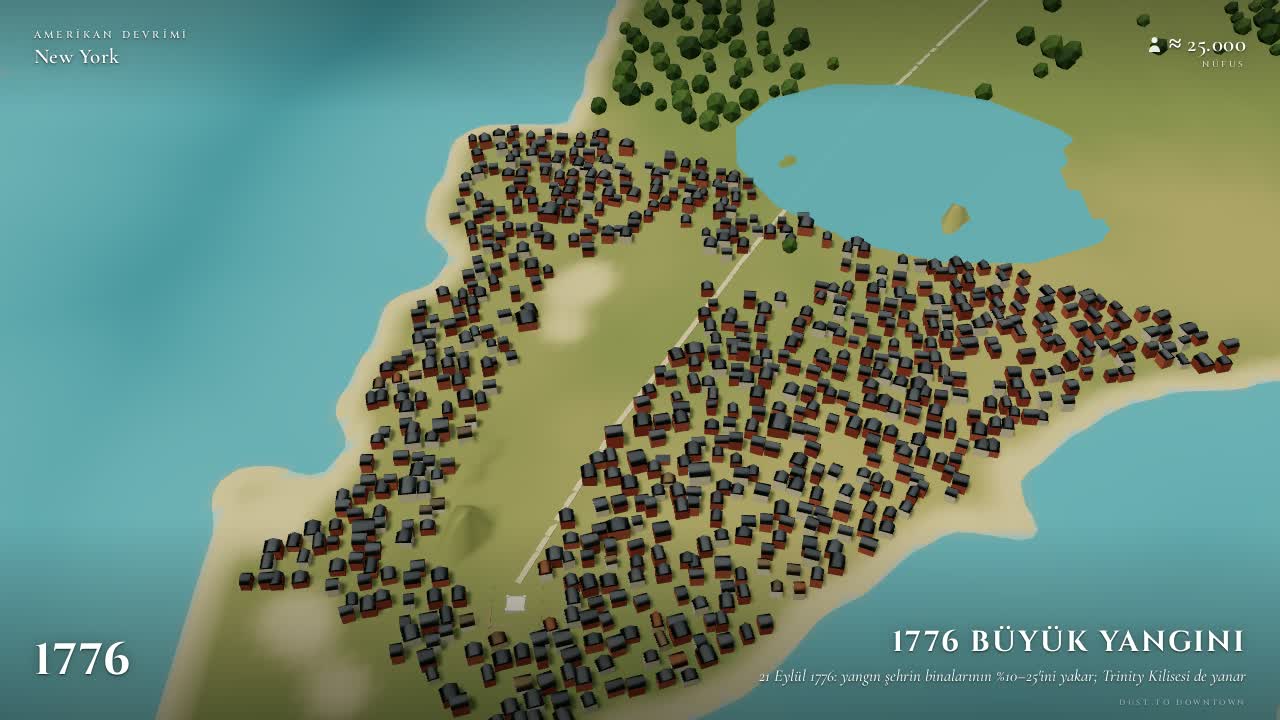 AMERİKAN DEVRİMİ
New York
≈ 25.000
NÜFUS
1776
1776 BÜYÜK YANGINI
21 Eylül 1776: yangın şehrin binalarının %10–25'ini yakar; Trinity Kilisesi de yanar
DUST TO DOWNTOWN